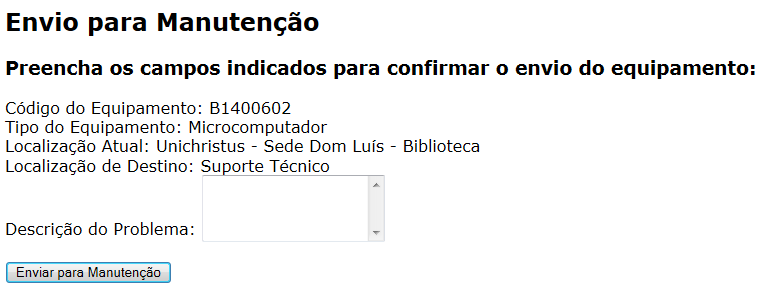 Envio para Manutenção
Preencha os campos indicados para confirmar o envio do equipamento:
Código do Equipamento: B1400602
Tipo do Equipamento: Microcomputador
Localização Atual: Unichristus - Sede Dom Luís - Biblioteca
Localização de Destino: Suporte Técnico
Descrição do Problema:
Enviar para Manutenção